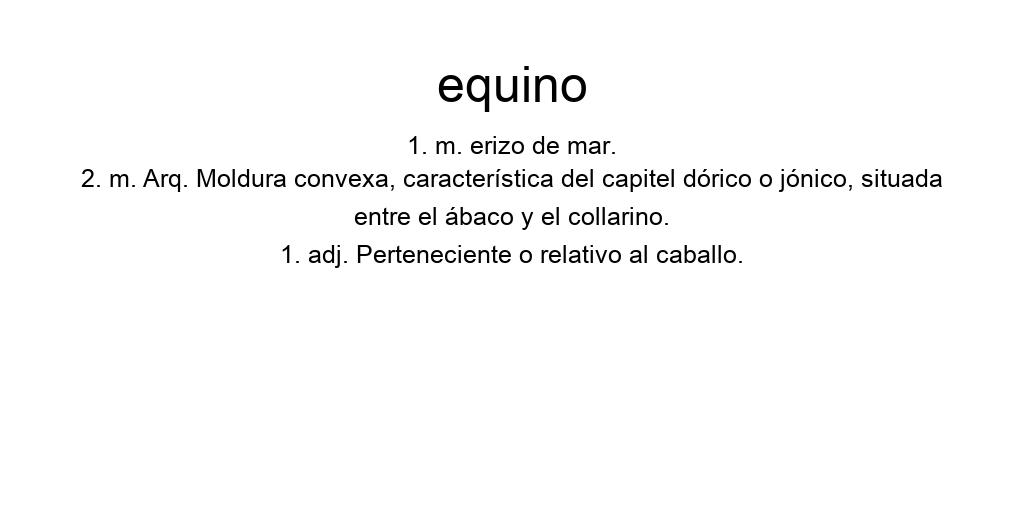 equino
1. m. erizo de mar.
2. m. Arq. Moldura convexa, característica del capitel dórico o jónico, situada
entre el ábaco y el collarino.
1. adj. Perteneciente o relativo al caballo.